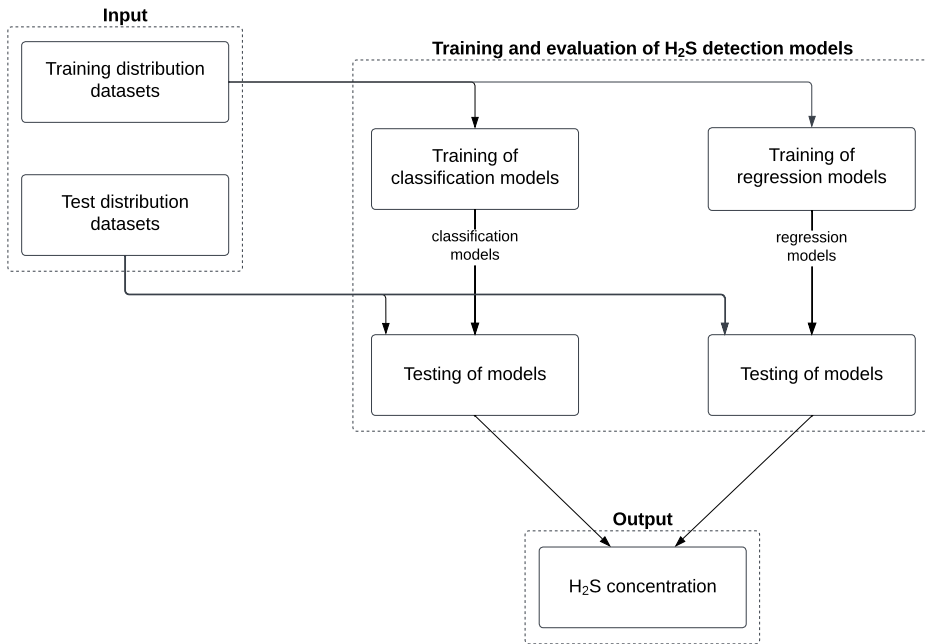 Input
Training distribution
datasets
Test distribution
datasets
Training and evaluation of H₂S detection models
Training of
classification models
Training of
regression models
classification
models
regression
models
Testing of models
Testing of models
Output
H₂S concentration